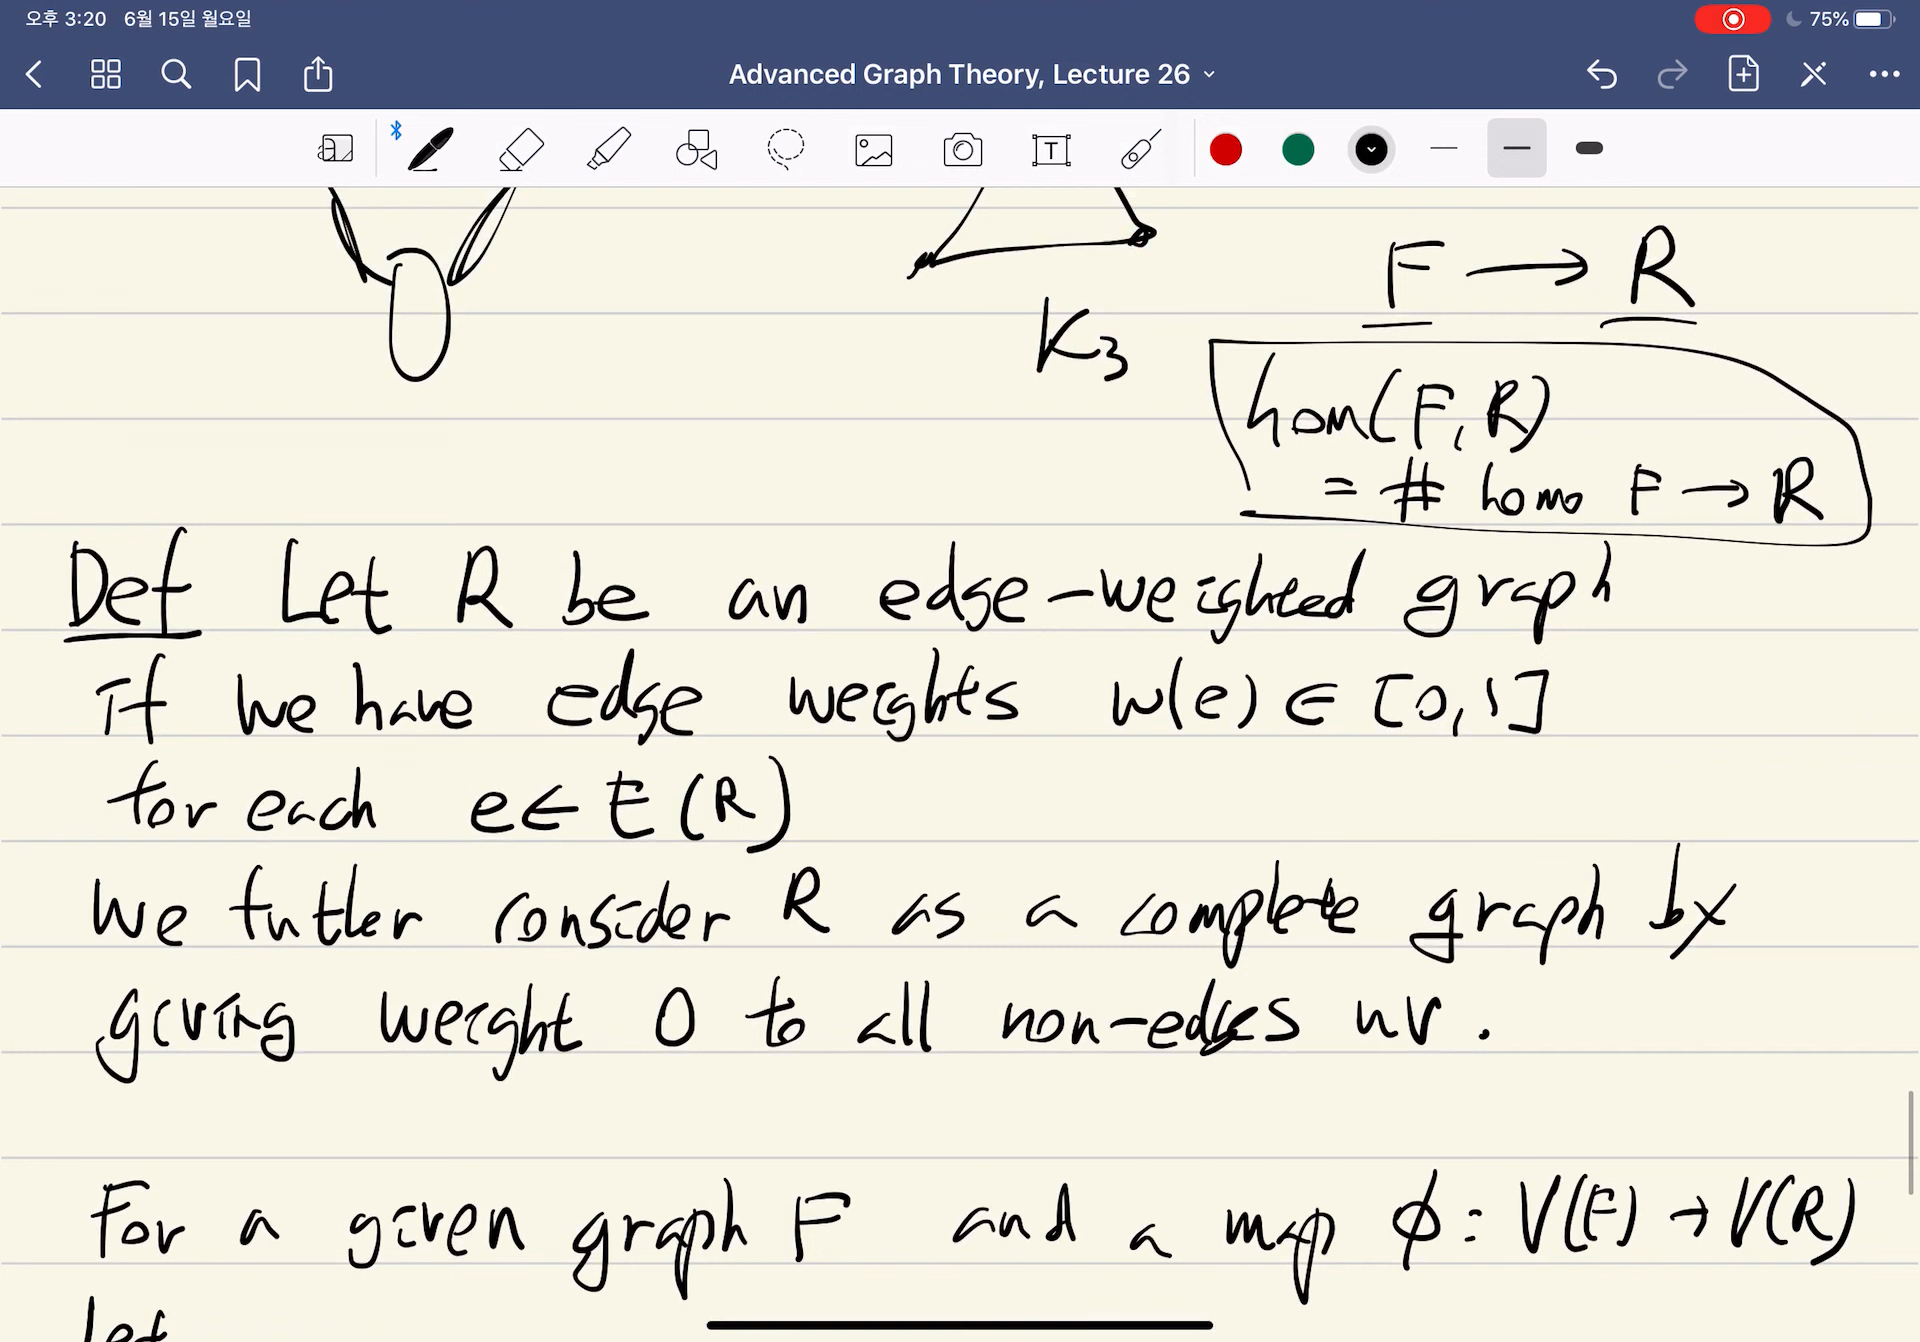 오후 3:20 6월 15일 월요일
75%
Advanced Graph Theory, Lecture 26
a
T
F → R
K3
hom(F, R)
= # homo F → R
Def Let R be an edge-weighted graph
if we have edge weights w(e) ∈ [0,1]
for each e ∈ E(R)
We futler consider R as a complete graph by
giving weight 0 to all non-edges uv.
For a given graph F and a map ϕ: V(F) → V(R)
Let